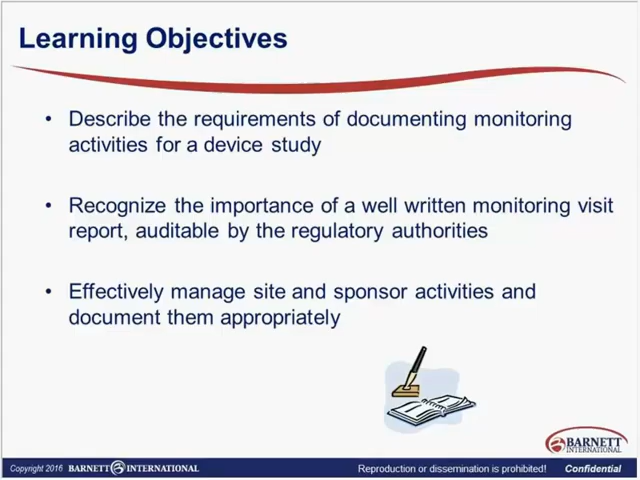 Learning Objectives
• Describe the requirements of documenting monitoring
activities for a device study
• Recognize the importance of a well written monitoring visit
report, auditable by the regulatory authorities
• Effectively manage site and sponsor activities and
document them appropriately
BARNETT
INTERNATIONAL
Copyright 2016 BARNETT INTERNATIONAL Reproduction or dissemination is prohibited! Confidential